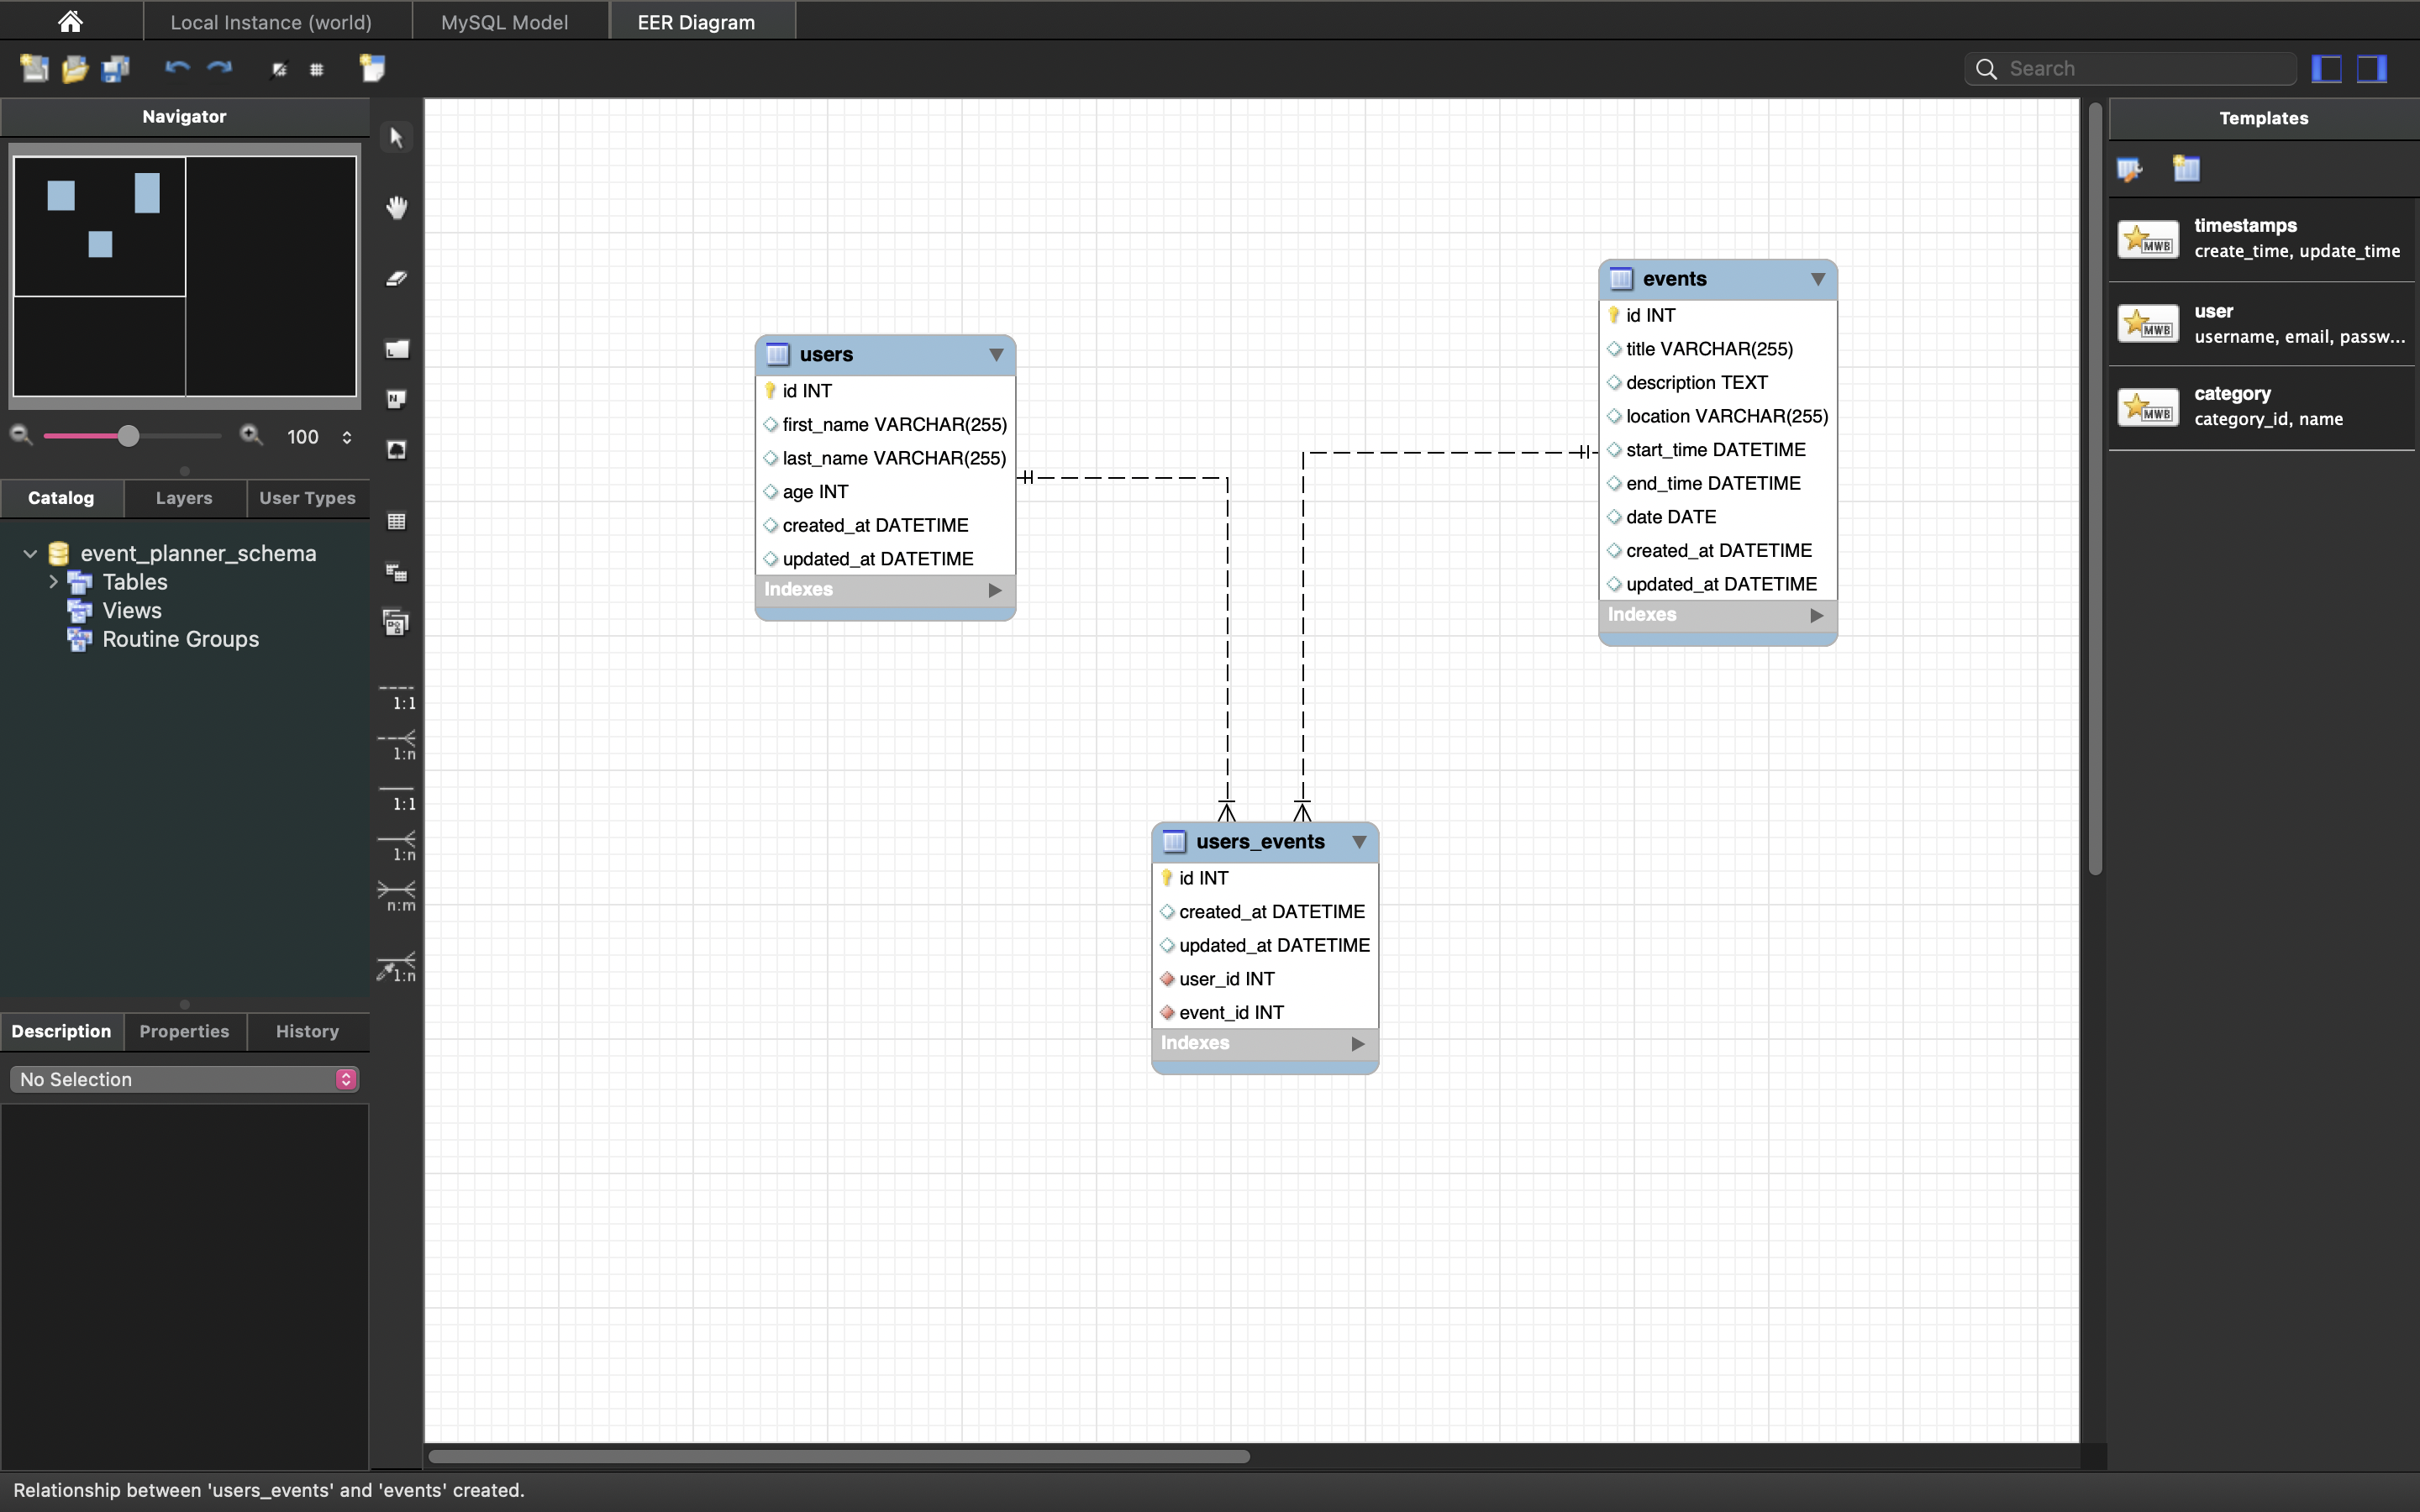 Local Instance (world)
MySQL Model
EER Diagram
Search
Navigator
100
Catalog
Layers
User Types
event_planner_schema
Tables
Views
Routine Groups
Description
Properties
History
No Selection
L
N
1:1
1:n
1:1
1:n
n:m
1:n
users
id INT
first_name VARCHAR(255)
last_name VARCHAR(255)
age INT
created_at DATETIME
updated_at DATETIME
Indexes
events
id INT
title VARCHAR(255)
description TEXT
location VARCHAR(255)
start_time DATETIME
end_time DATETIME
date DATE
created_at DATETIME
updated_at DATETIME
Indexes
users_events
id INT
created_at DATETIME
updated_at DATETIME
user_id INT
event_id INT
Indexes
Templates
MWB
timestamps
create_time, update_time
MWB
user
username, email, passw...
MWB
category
category_id, name
Relationship between 'users_events' and 'events' created.